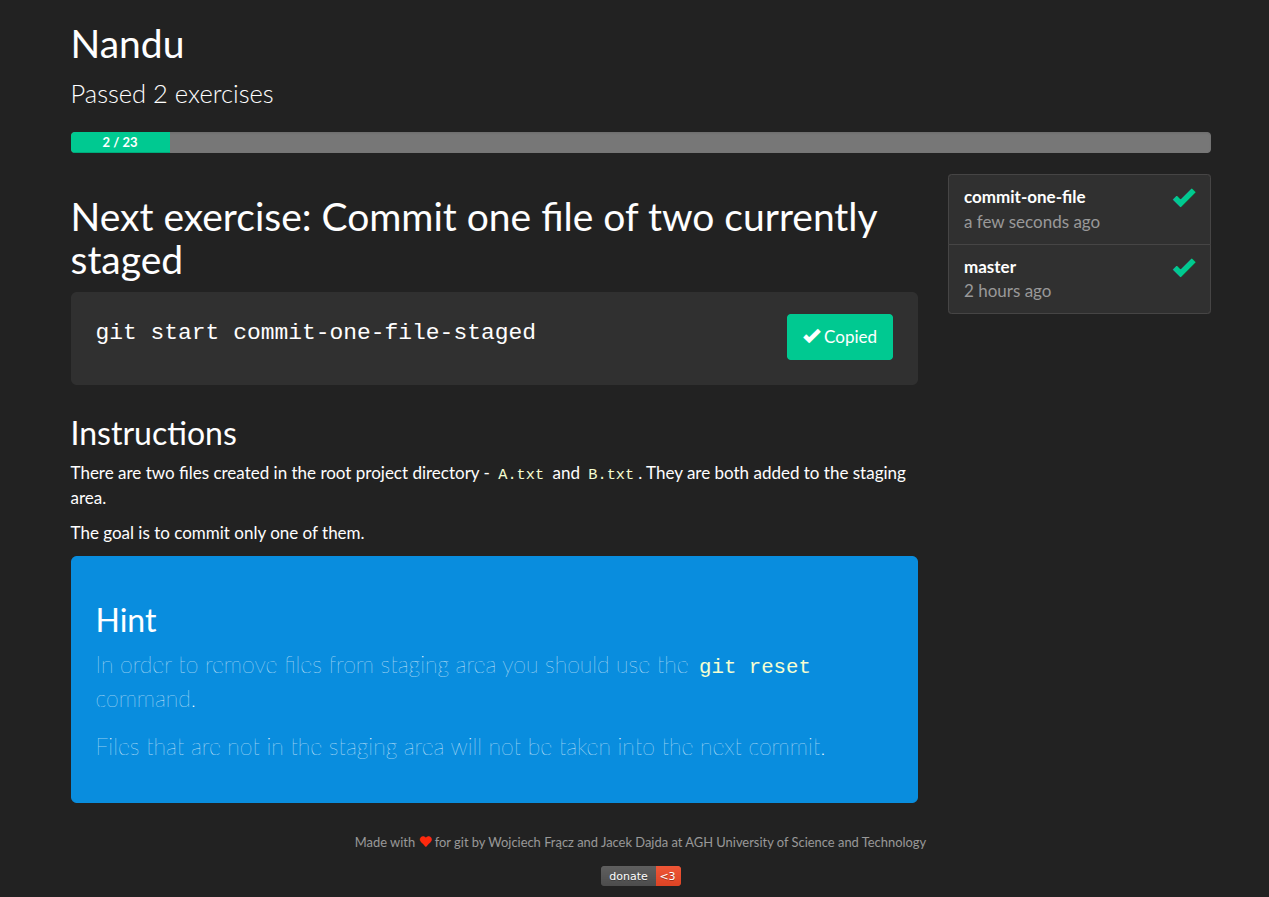 Nandu
Passed 2 exercises
2 / 23
commit-one-file
a few seconds ago
master
2 hours ago
Next exercise: Commit one file of two currently
staged
git start commit-one-file-staged
Copied
Instructions
There are two files created in the root project directory - A.txt and B.txt. They are both added to the staging
area.
The goal is to commit only one of them.
Hint
In order to remove files from staging area you should use the git reset
command.
Files that are not in the staging area will not be taken into the next commit.
Made with ❤ for git by Wojciech Frącz and Jacek Dajda at AGH University of Science and Technology
donate <3